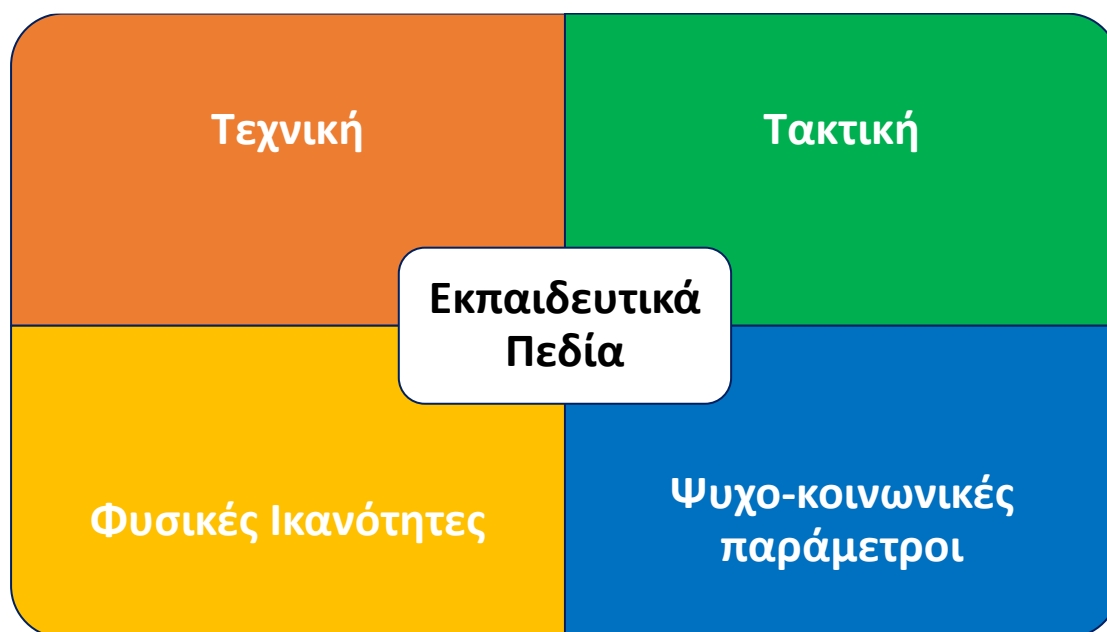 Τεχνική
Τακτική
Εκπαιδευτικά
Πεδία
Φυσικές Ικανότητες
Ψυχο-κοινωνικές
παράμετροι